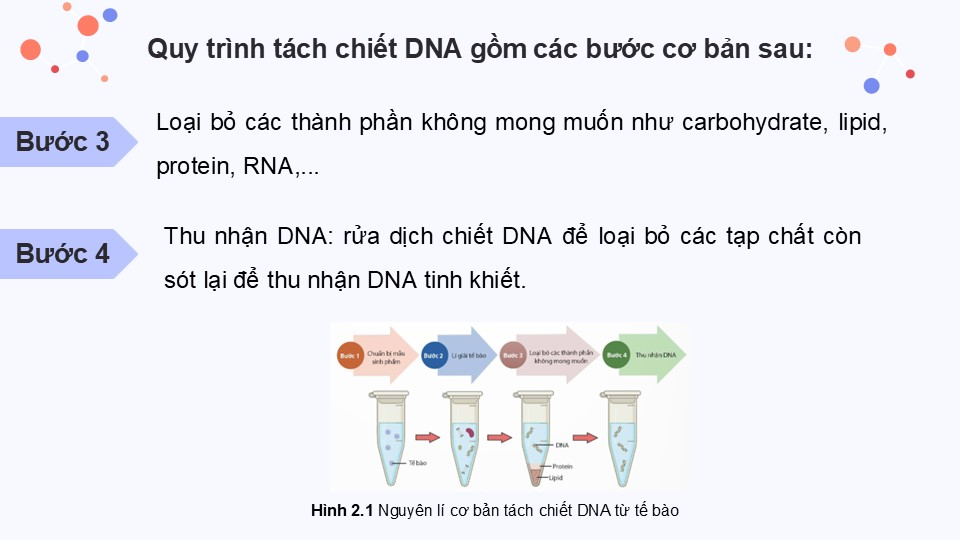 Quy trình tách chiết DNA gồm các bước cơ bản sau:
Bước 3
Loại bỏ các thành phần không mong muốn như carbohydrate, lipid,
protein, RNA,...
Bước 4
Thu nhận DNA: rửa dịch chiết DNA để loại bỏ các tạp chất còn
sót lại để thu nhận DNA tinh khiết.
Bước 1
Chuẩn bị mẫu
sinh phẩm
Bước 2
Li giải tế bào
Bước 3
Loại bỏ các thành phần
không mong muốn
Bước 4
Thu nhận DNA
Tế bào
DNA
Protein
Lipid
Hình 2.1 Nguyên lí cơ bản tách chiết DNA từ tế bào